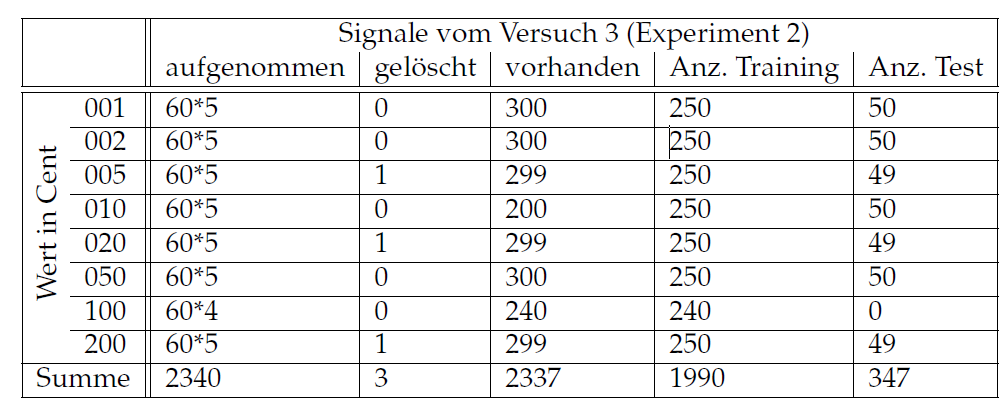 Signale vom Versuch 3 (Experiment 2)
aufgenommen gelöscht vorhanden Anz. Training Anz. Test
Wert in Cent
001 60*5 0 300 250 50
002 60*5 0 300 250 50
005 60*5 1 299 250 49
010 60*5 0 200 250 50
020 60*5 1 299 250 49
050 60*5 0 300 250 50
100 60*4 0 240 240 0
200 60*5 1 299 250 49
Summe 2340 3 2337 1990 347